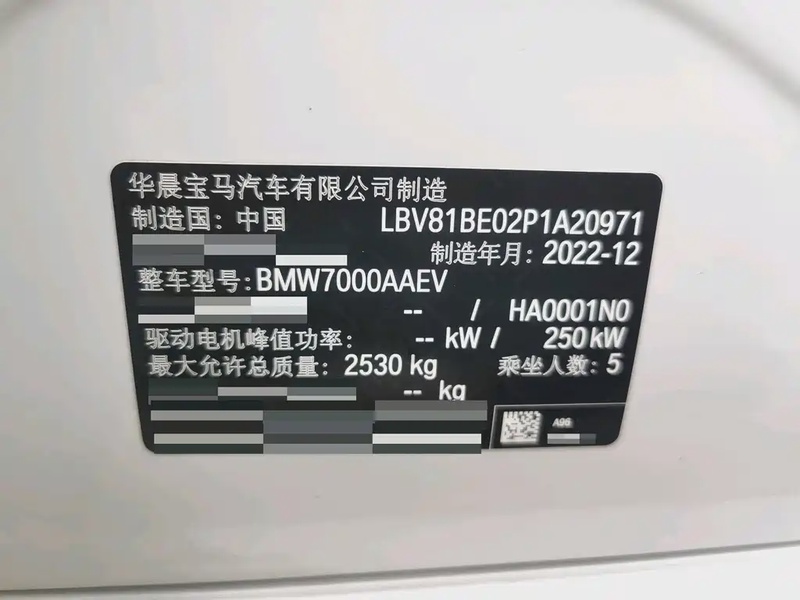 华晨宝马汽车有限公司制造
制造国: 中国 LBV81BE02P1A20971
制造年月: 2022-12
整车型号: BMW7000AAEV
-- / HA0001N0
驱动电机峰值功率: -- kW / 250 kW
最大允许总质量: 2530 kg 乘坐人数: 5
-- kg
A96